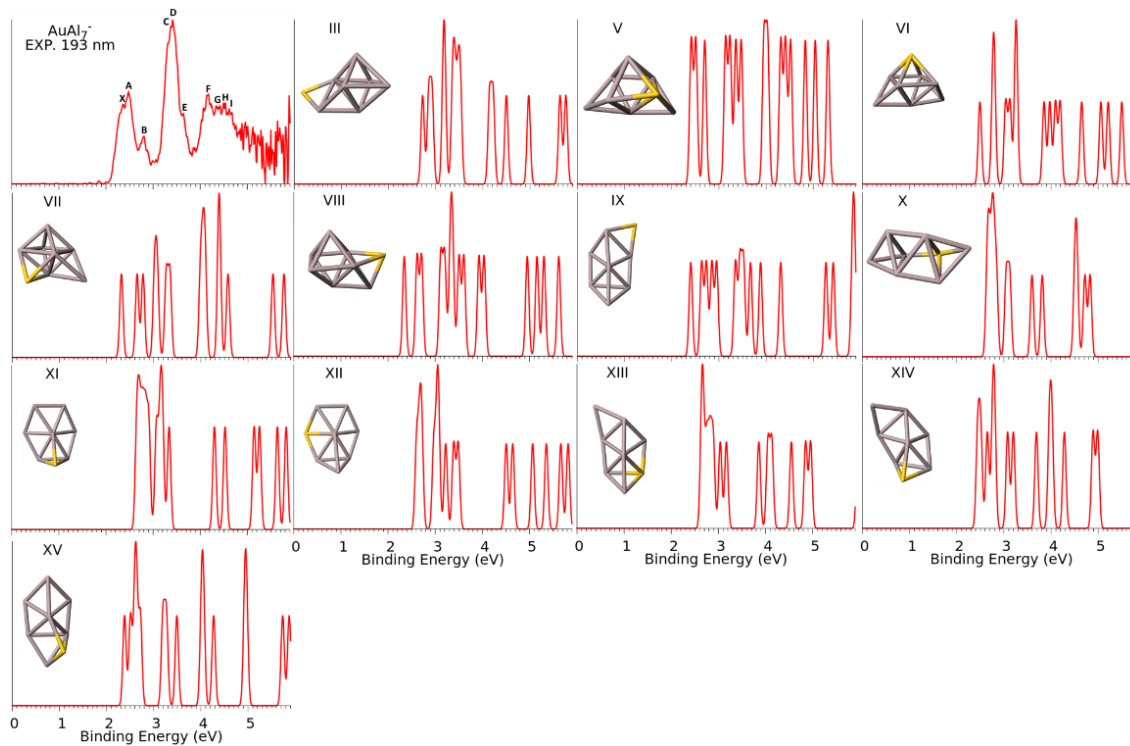 AuAl7-
EXP. 193 nm
X
A
B
C
D
E
F
G
H
I
III
V
VI
VII
VIII
IX
X
XI
XII
XIII
XIV
0 1 2 3 4 5
Binding Energy (eV)
0 1 2 3 4 5
Binding Energy (eV)
0 1 2 3 4 5
Binding Energy (eV)
XV
0 1 2 3 4 5
Binding Energy (eV)